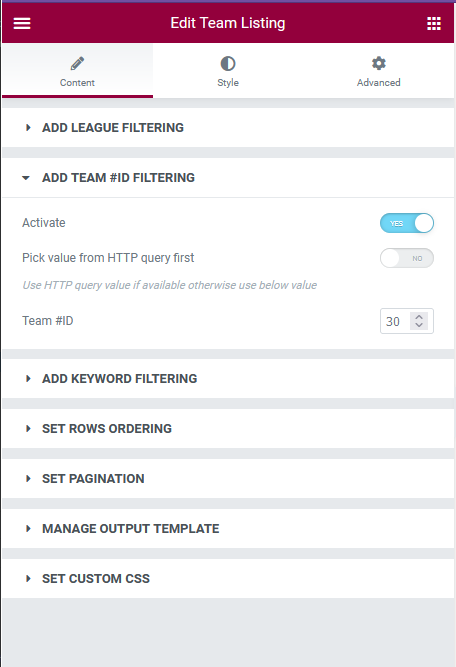 Edit Team Listing
Content Style Advanced
ADD LEAGUE FILTERING
ADD TEAM #ID FILTERING
Activate YES
Pick value from HTTP query first NO
Use HTTP query value if available otherwise use below value
Team #ID 30
ADD KEYWORD FILTERING
SET ROWS ORDERING
SET PAGINATION
MANAGE OUTPUT TEMPLATE
SET CUSTOM CSS